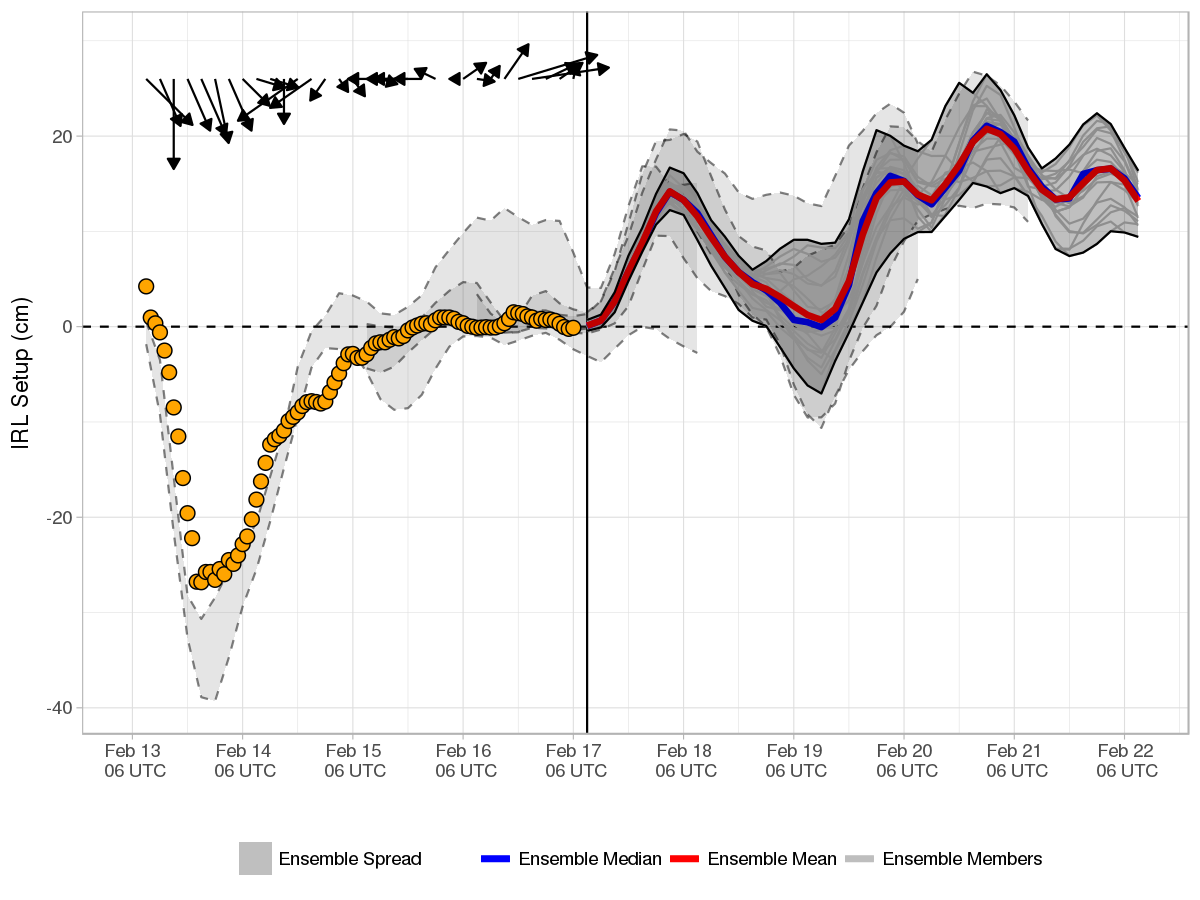 IRL Setup (cm)
20
0
-20
-40
Feb 13 Feb 14 Feb 15 Feb 16 Feb 17 Feb 18 Feb 19 Feb 20 Feb 21 Feb 22
06 UTC 06 UTC 06 UTC 06 UTC 06 UTC 06 UTC 06 UTC 06 UTC 06 UTC 06 UTC
Ensemble Spread Ensemble Median Ensemble Mean Ensemble Members